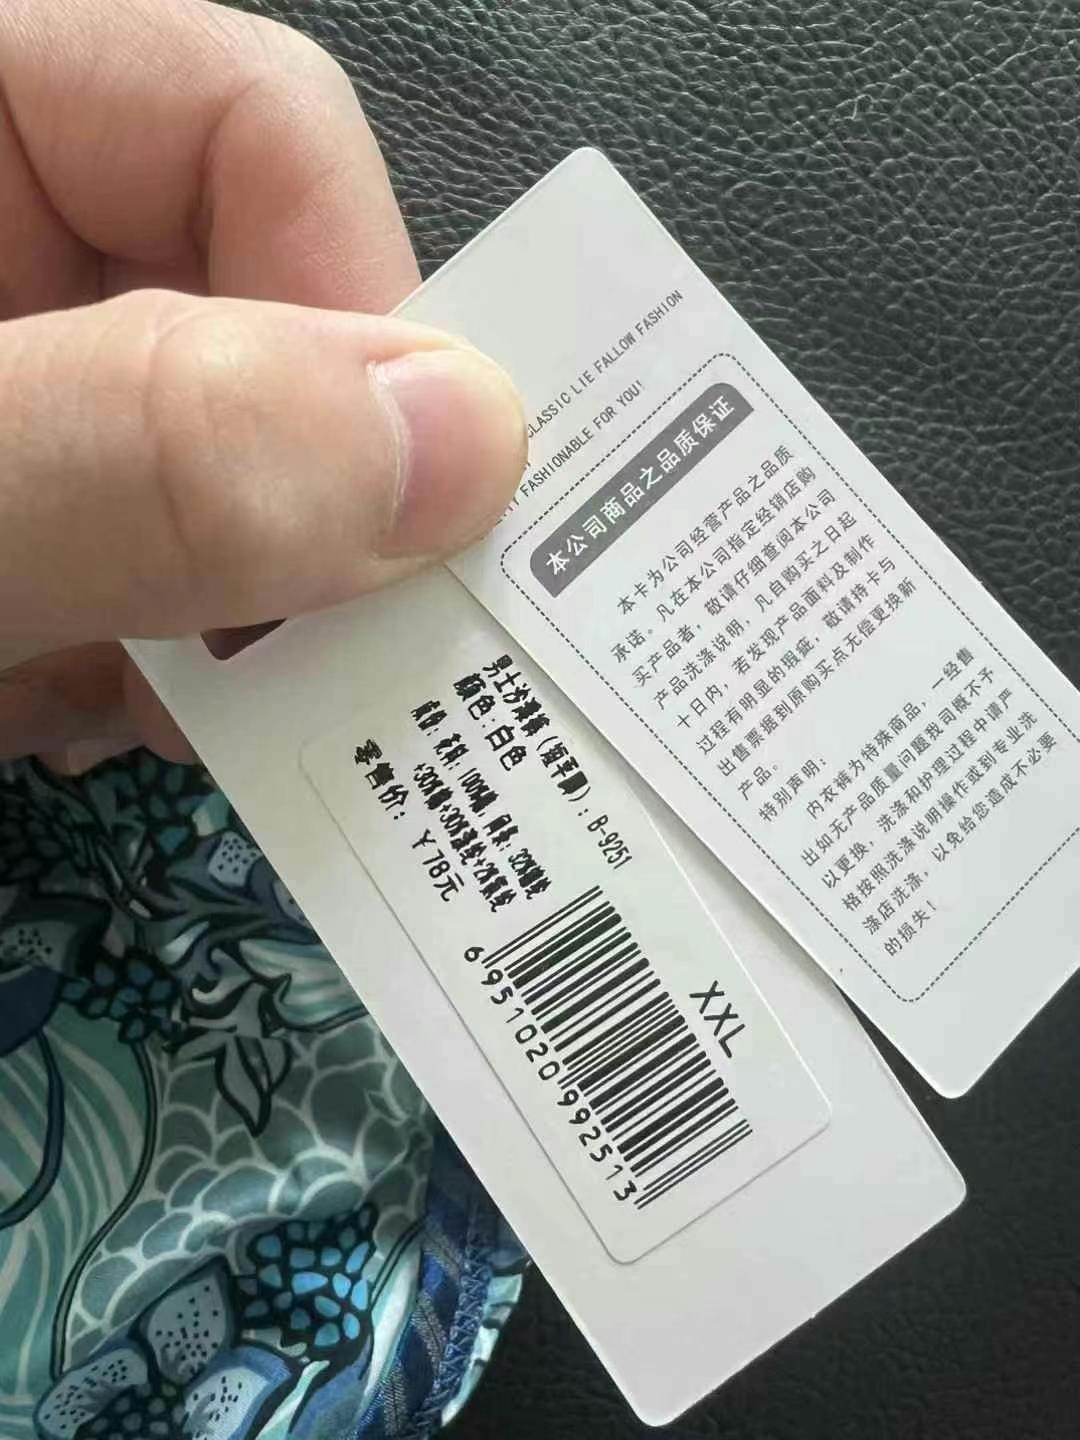 CLASSIC LIE FALLOW FASHION
FASHIONABLE FOR YOU!
本公司商品之品质保证
本卡为公司经营产品之品质
承诺。凡在本公司指定经销店购
买产品者，敬请仔细查阅本公司
产品洗涤说明，凡自购买之日起
十日内，若发现产品面料及制作
过程有明显的瑕疵，敬请持卡与
出售票据到原购买点无偿更换新
产品。
特别声明：
内衣裤为特殊商品，一经售
出如无产品质量问题我司概不予
以更换，洗涤和护理过程中请严
格按照洗涤说明操作或到专业洗
涤店洗涤，以免给您造成不必要
的损失！
男士沙滩裤（ ）：B-9251
颜色：白色
零售价：￥78元
XXL
6951020992513